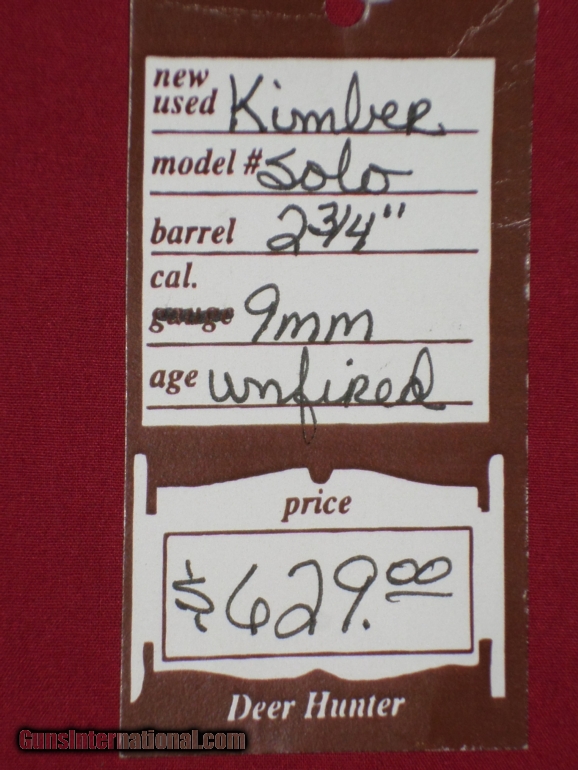 new
used Kimber
model # Solo
barrel 2 3/4"
cal.
gauge 9mm
age unfired
price
$629.00
Deer Hunter
GunsInternational.com